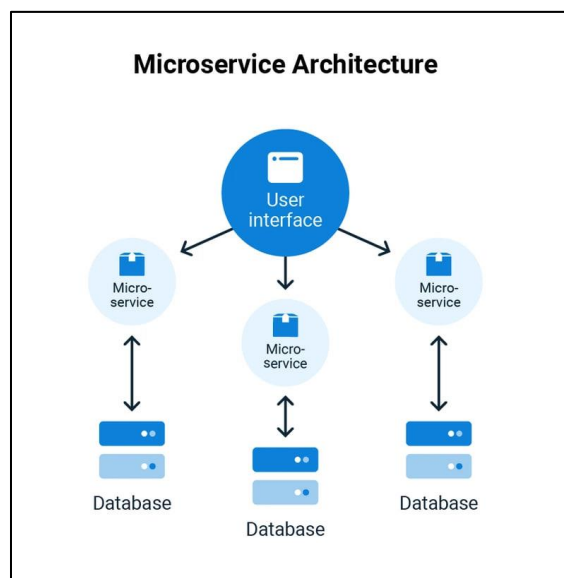 Microservice Architecture
User
interface
Micro-
service
Micro-
service
Micro-
service
Database
Database
Database